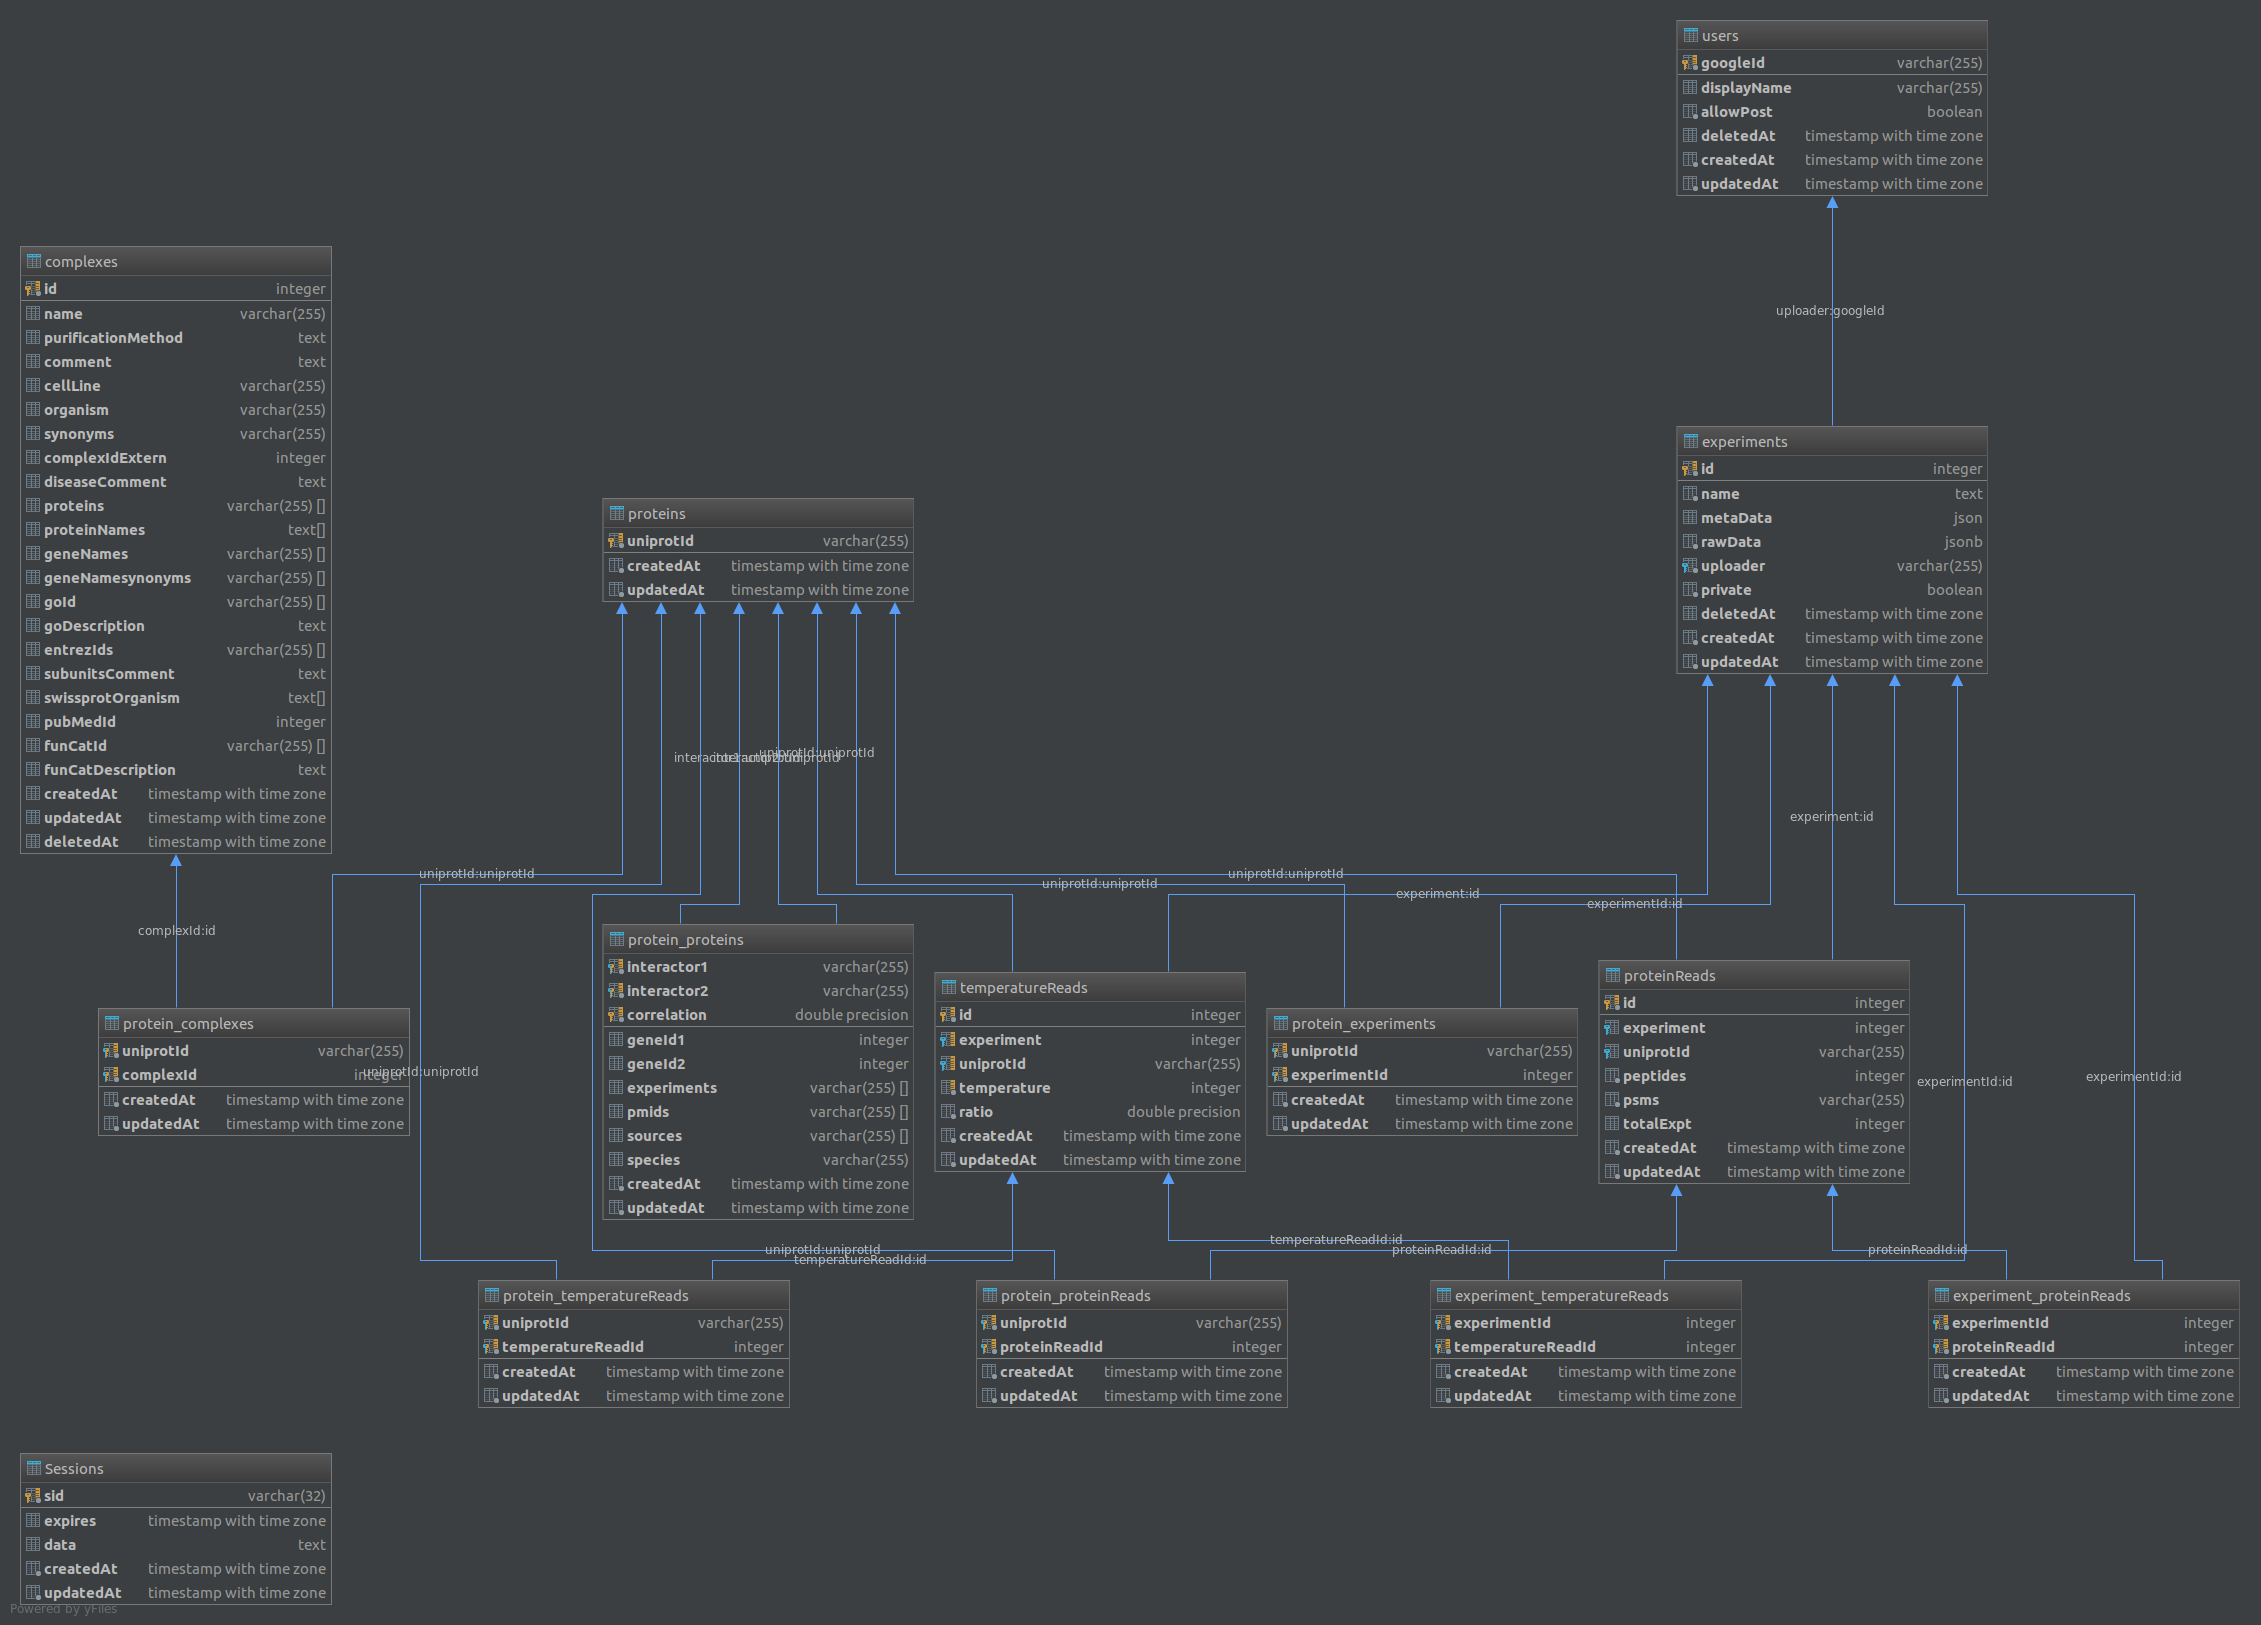 users
googleId varchar(255)
displayName varchar(255)
allowPost boolean
deletedAt timestamp with time zone
createdAt timestamp with time zone
updatedAt timestamp with time zone
uploader:googleId
complexes
id integer
name varchar(255)
purificationMethod text
comment text
cellLine varchar(255)
organism varchar(255)
synonyms varchar(255)
complexIdExtern integer
diseaseComment text
proteins varchar(255) []
proteinNames text[]
geneNames varchar(255) []
geneNamesynonyms varchar(255) []
goId varchar(255) []
goDescription text
entrezIds varchar(255) []
subunitsComment text
swissprotOrganism text[]
pubMedId integer
funCatId varchar(255) []
funCatDescription text
createdAt timestamp with time zone
updatedAt timestamp with time zone
deletedAt timestamp with time zone
experiments
id integer
name text
metaData json
rawData jsonb
uploader varchar(255)
private boolean
deletedAt timestamp with time zone
createdAt timestamp with time zone
updatedAt timestamp with time zone
proteins
uniprotId varchar(255)
createdAt timestamp with time zone
updatedAt timestamp with time zone
uniprotId:uniprotId
experiment:id
uniprotId:uniprotId
uniprotId:uniprotId
uniprotId:uniprotId
experiment:id
experimentId:id
complexId:id
protein_proteins
interactor1 varchar(255)
interactor2 varchar(255)
correlation double precision
geneId1 integer
geneId2 integer
experiments varchar(255) []
pmids varchar(255) []
sources varchar(255) []
species varchar(255)
createdAt timestamp with time zone
updatedAt timestamp with time zone
temperatureReads
id integer
experiment integer
uniprotId varchar(255)
temperature integer
ratio double precision
createdAt timestamp with time zone
updatedAt timestamp with time zone
proteinReads
id integer
experiment integer
uniprotId varchar(255)
peptides integer
psms varchar(255)
totalExpt integer
createdAt timestamp with time zone
updatedAt timestamp with time zone
protein_complexes
uniprotId varchar(255)
complexId integer
createdAt timestamp with time zone
updatedAt timestamp with time zone
uniprotId:uniprotId
protein_experiments
uniprotId varchar(255)
experimentId integer
createdAt timestamp with time zone
updatedAt timestamp with time zone
experimentId:id
experimentId:id
uniprotId:uniprotId
temperatureReadId:id
temperatureReadId:id
proteinReadId:id
proteinReadId:id
protein_temperatureReads
uniprotId varchar(255)
temperatureReadId integer
createdAt timestamp with time zone
updatedAt timestamp with time zone
protein_proteinReads
uniprotId varchar(255)
proteinReadId integer
createdAt timestamp with time zone
updatedAt timestamp with time zone
experiment_temperatureReads
experimentId integer
temperatureReadId integer
createdAt timestamp with time zone
updatedAt timestamp with time zone
experiment_proteinReads
experimentId integer
proteinReadId integer
createdAt timestamp with time zone
updatedAt timestamp with time zone
Sessions
sid varchar(32)
expires timestamp with time zone
data text
createdAt timestamp with time zone
updatedAt timestamp with time zone
Powered by yFiles